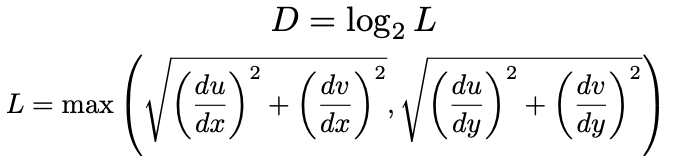 D = log₂ L
L = max ( √((du/dx)² + (dv/dx)²), √((du/dy)² + (dv/dy)²) )